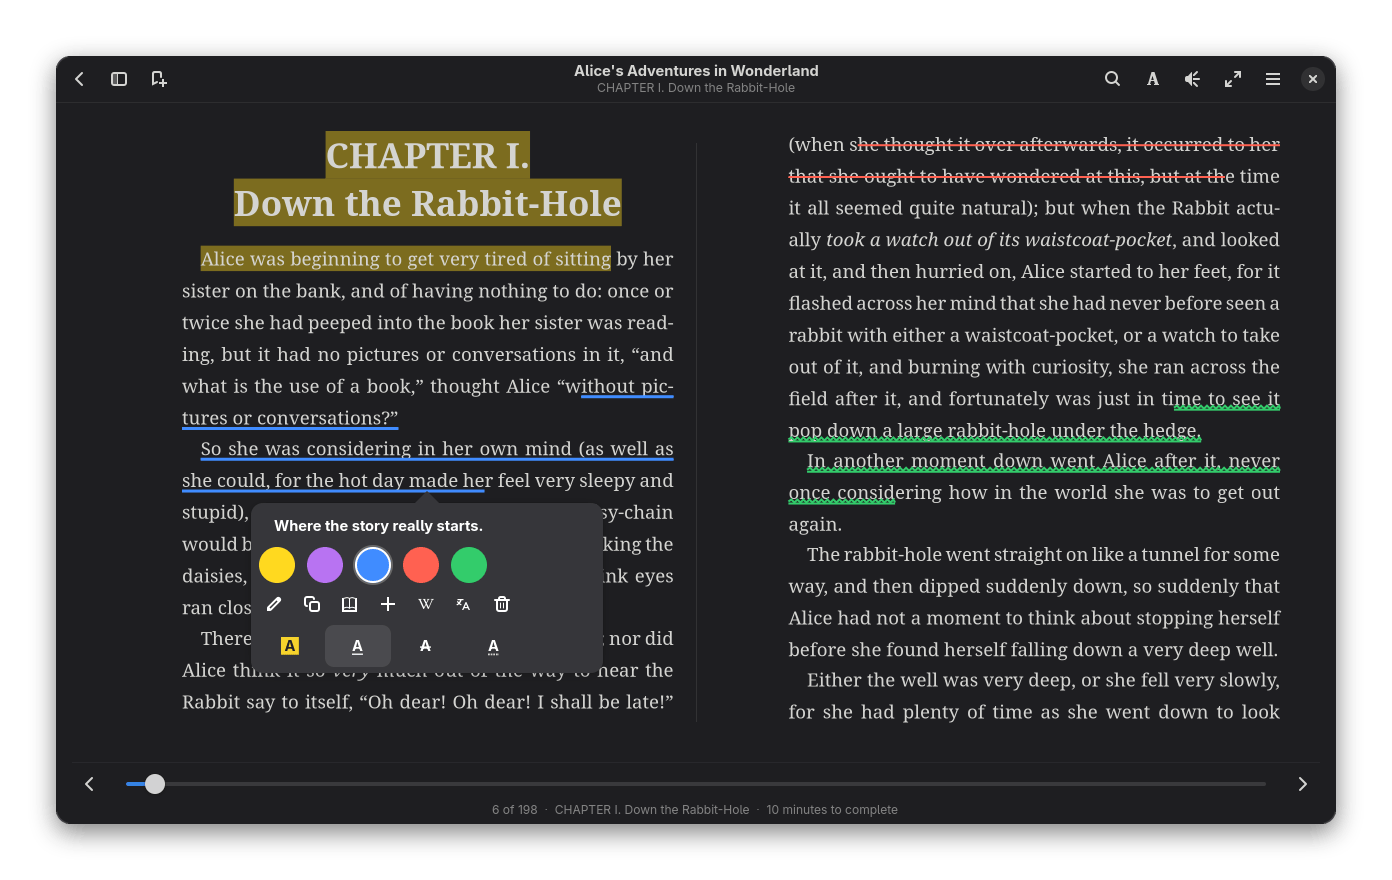 Alice's Adventures in Wonderland
CHAPTER I. Down the Rabbit-Hole
A
CHAPTER I.
Down the Rabbit-Hole
Alice was beginning to get very tired of sitting by her
sister on the bank, and of having nothing to do: once or
twice she had peeped into the book her sister was read-
ing, but it had no pictures or conversations in it, “and
what is the use of a book,” thought Alice “without pic-
tures or conversations?”
So she was considering in her own mind (as well as
she could, for the hot day made her feel very sleepy and
stupid), sy-chain
would b king the
daisies, ink eyes
ran clos
There ; nor did
Alice think it so very much out of the way to hear the
Rabbit say to itself, “Oh dear! Oh dear! I shall be late!”
Where the story really starts.
W
A A A A
(when she thought it over afterwards, it occurred to her
that she ought to have wondered at this, but at the time
it all seemed quite natural); but when the Rabbit actu-
ally took a watch out of its waistcoat-pocket, and looked
at it, and then hurried on, Alice started to her feet, for it
flashed across her mind that she had never before seen a
rabbit with either a waistcoat-pocket, or a watch to take
out of it, and burning with curiosity, she ran across the
field after it, and fortunately was just in time to see it
pop down a large rabbit-hole under the hedge.
In another moment down went Alice after it, never
once considering how in the world she was to get out
again.
The rabbit-hole went straight on like a tunnel for some
way, and then dipped suddenly down, so suddenly that
Alice had not a moment to think about stopping herself
before she found herself falling down a very deep well.
Either the well was very deep, or she fell very slowly,
for she had plenty of time as she went down to look
6 of 198 · CHAPTER I. Down the Rabbit-Hole · 10 minutes to complete